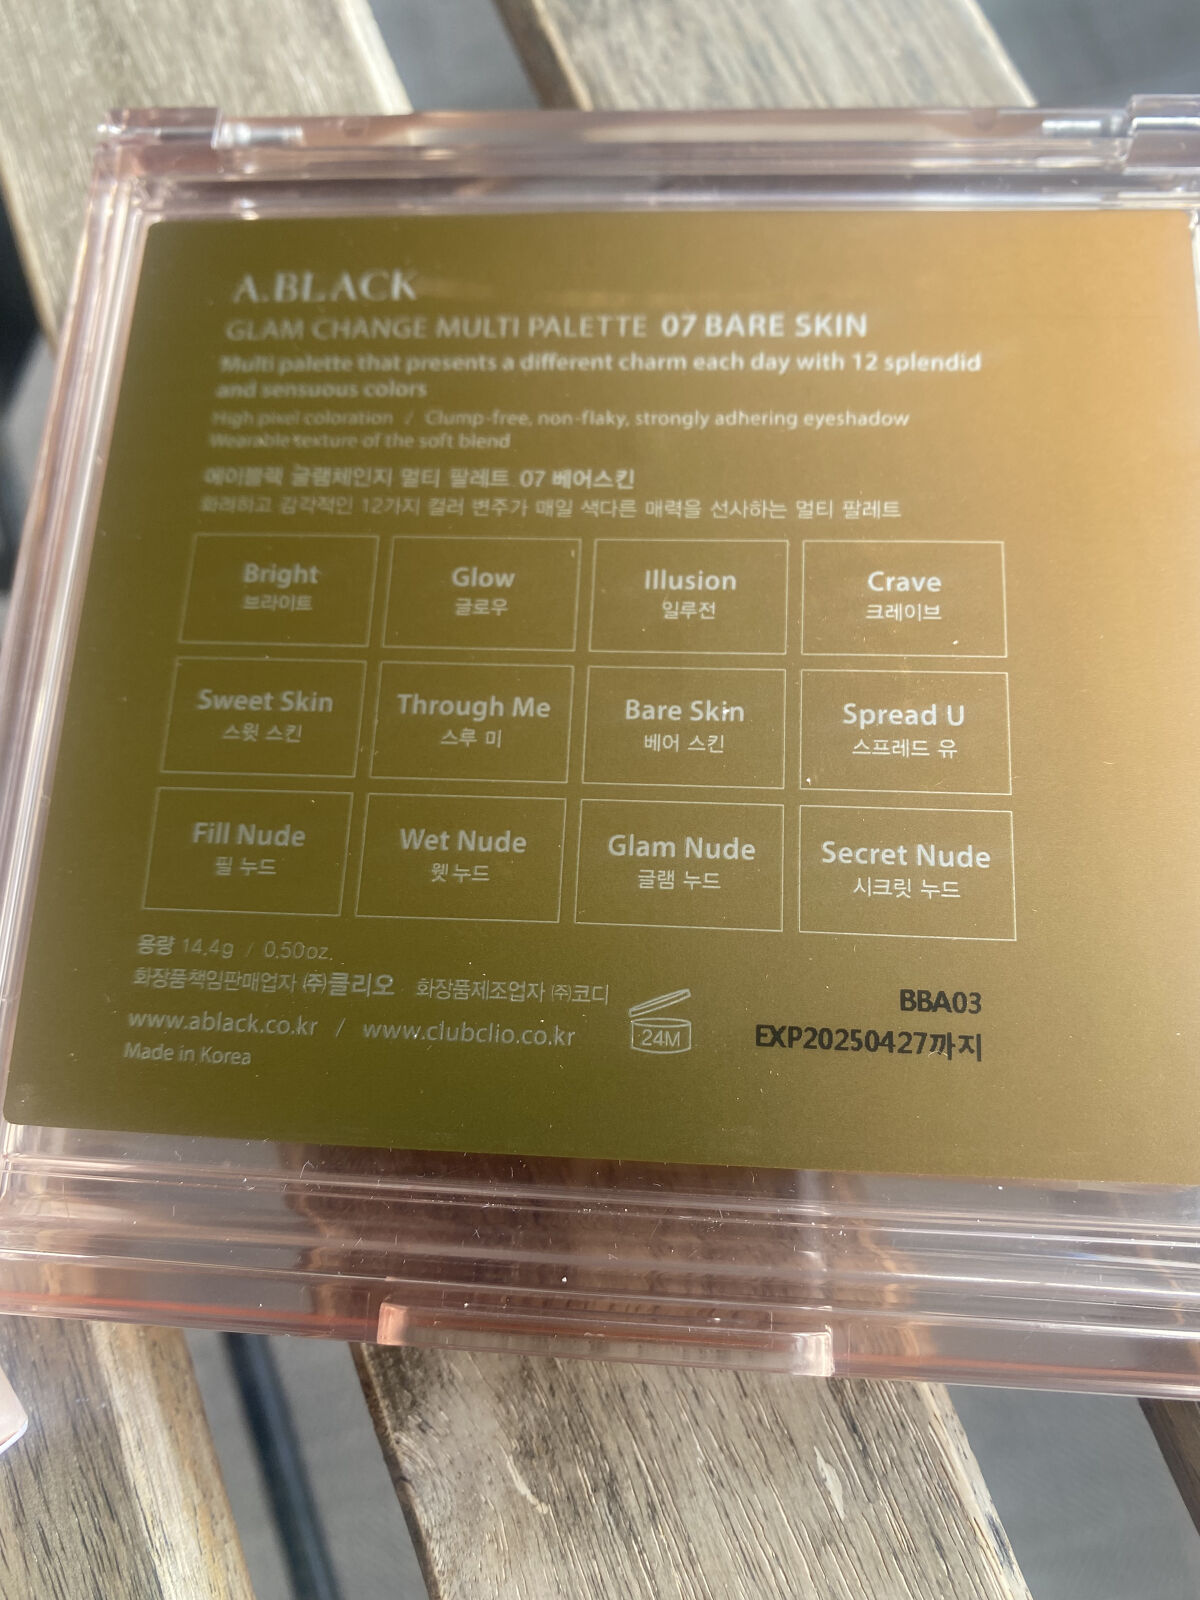 A.BLACK
GLAM CHANGE MULTI PALETTE 07 BARE SKIN
Multi palette that presents a different charm each day with 12 splendid
and sensuous colors
High pixel coloration / Clump-free, non-flaky, strongly adhering eyeshadow
Wearable texture of the soft blend
에이블랙 글램체인지 멀티 팔레트 07 베어스킨
화려하고 감각적인 12가지 컬러 변주가 매일 색다른 매력을 선사하는 멀티 팔레트
Bright
브라이트
Glow
글로우
Illusion
일루전
Crave
크레이브
Sweet Skin
스윗 스킨
Through Me
스루 미
Bare Skin
베어 스킨
Spread U
스프레드 유
Fill Nude
필 누드
Wet Nude
웻 누드
Glam Nude
글램 누드
Secret Nude
시크릿 누드
용량 14.4g / 0.50oz.
화장품책임판매업자 ㈜클리오 화장품제조업자 ㈜코디
www.ablack.co.kr / www.clubclio.co.kr
Made in Korea
24M
BBA03
EXP20250427까지